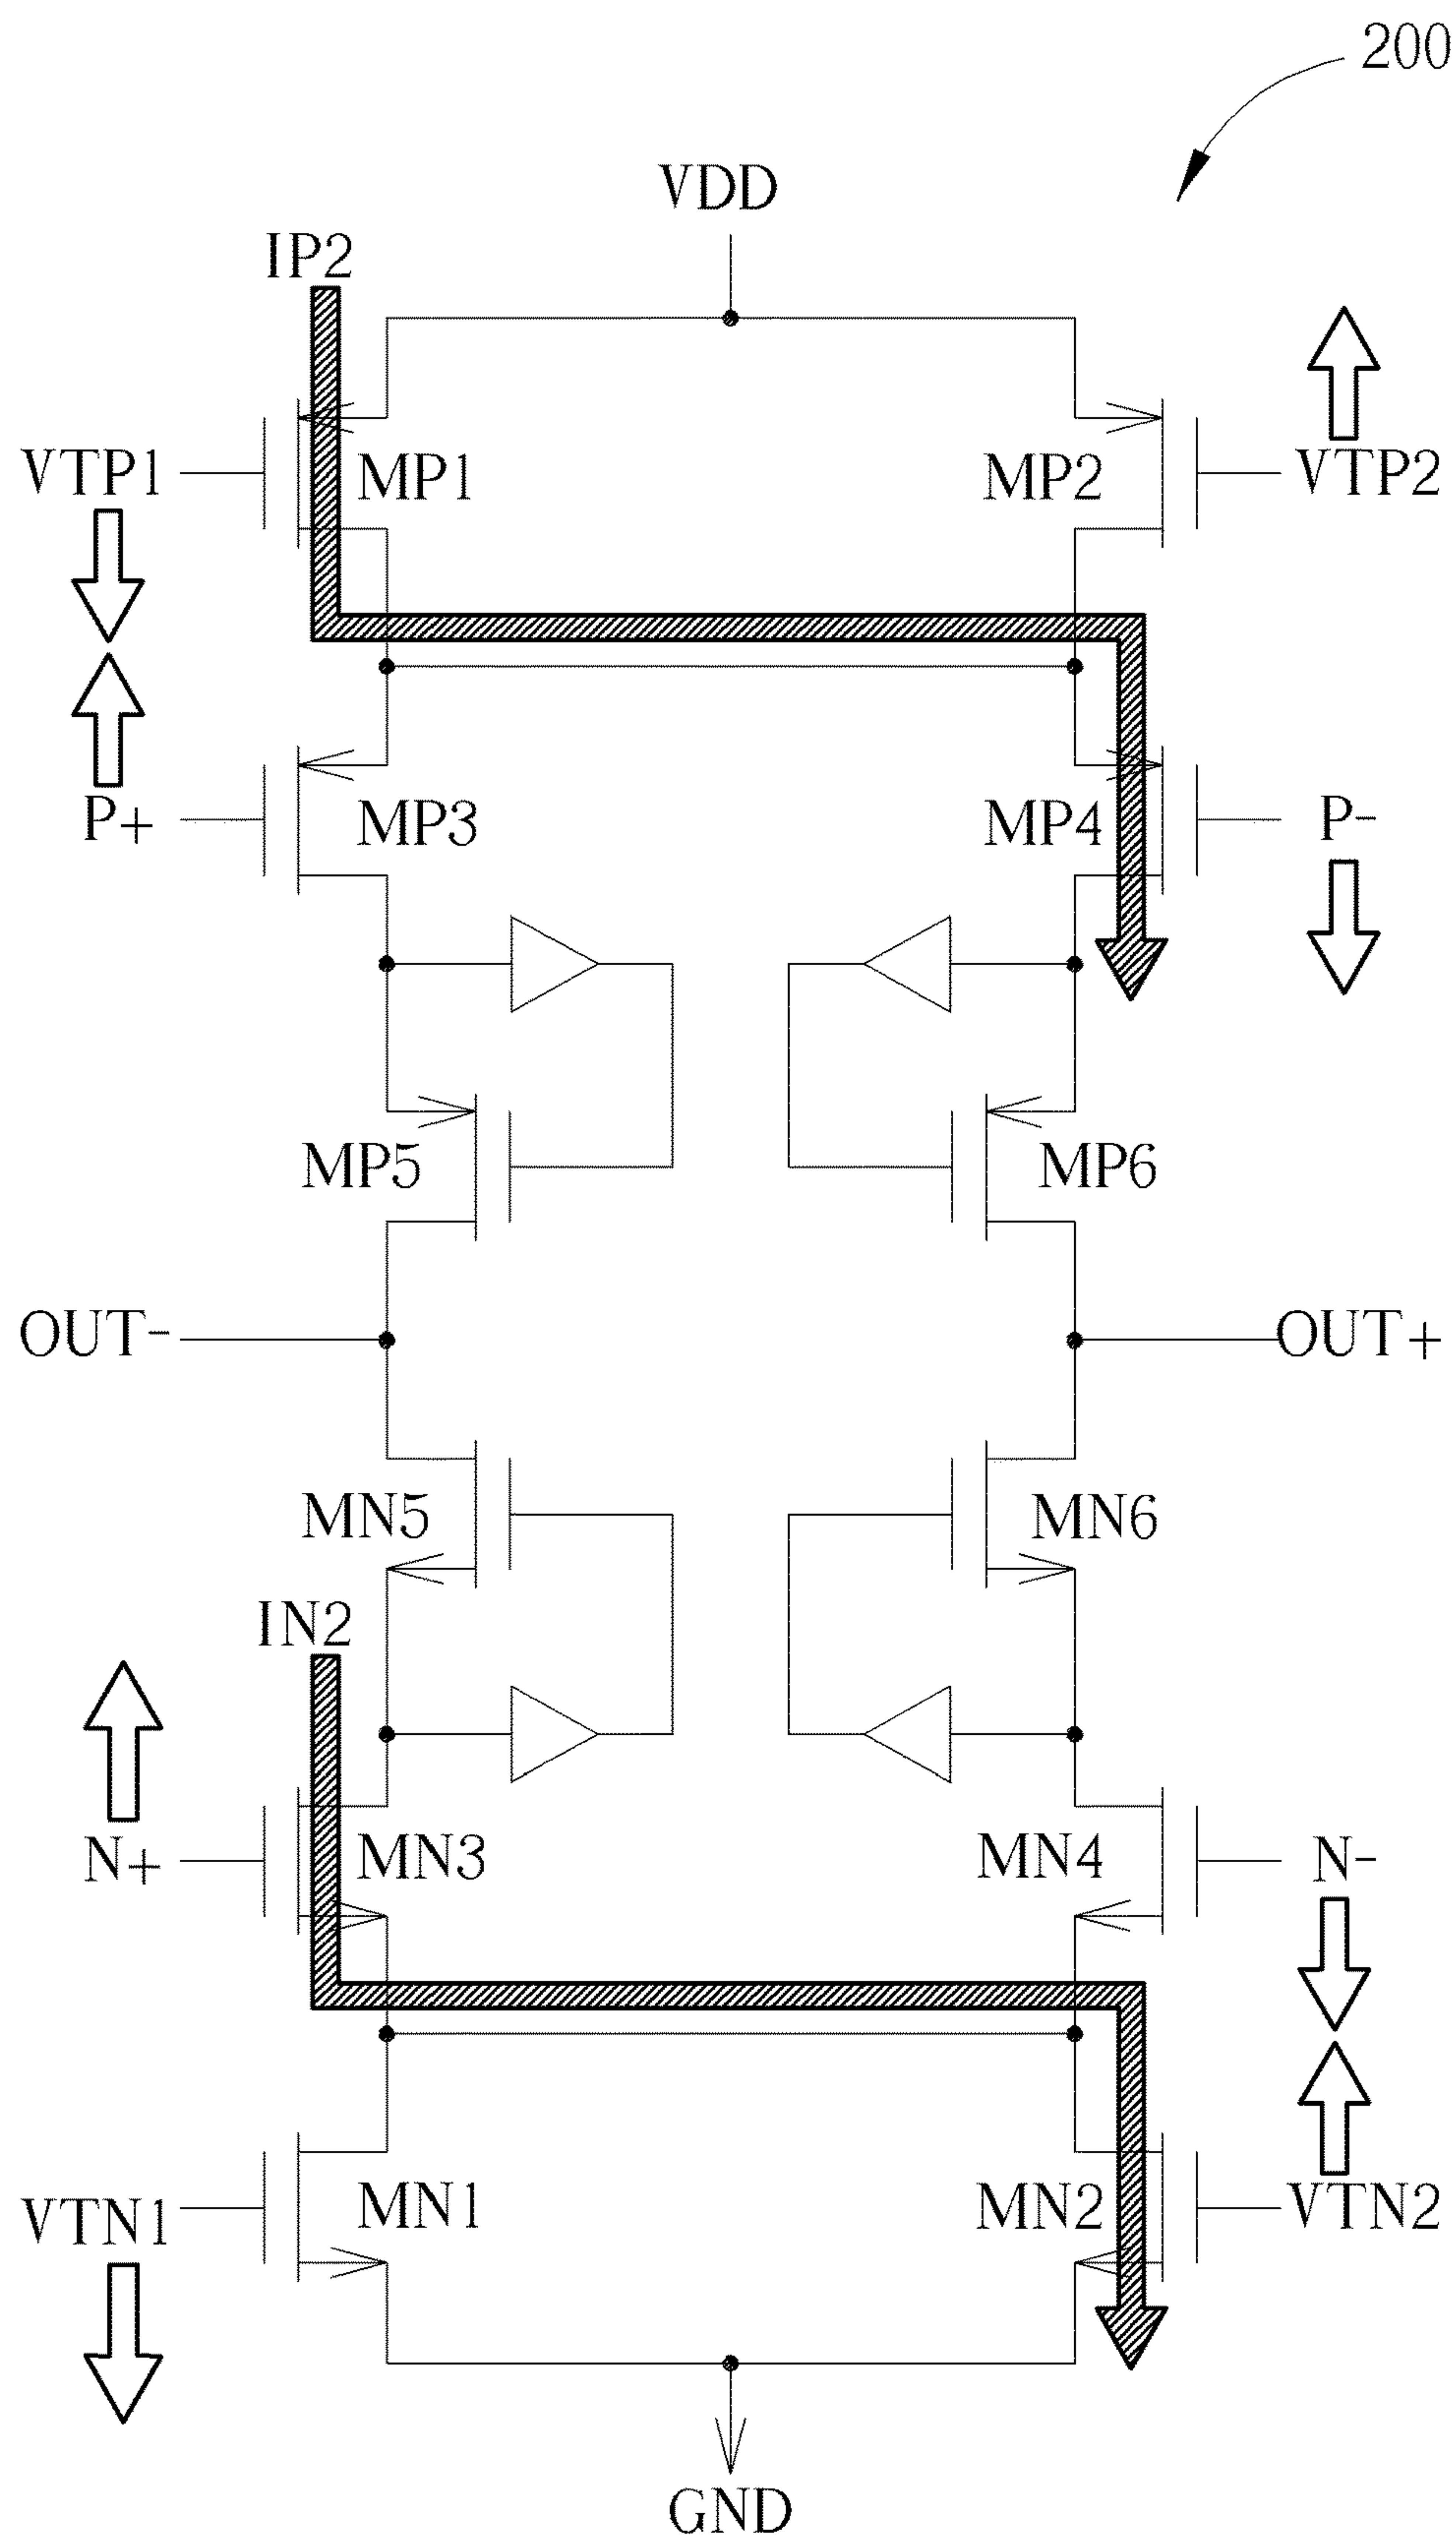 200
VDD
IP2
VTP1
MP1
MP2
VTP2
P+
MP3
MP4
P-
MP5
MP6
OUT-
OUT+
MN5
MN6
IN2
N+
MN3
MN4
N-
VTN1
MN1
MN2
VTN2
GND